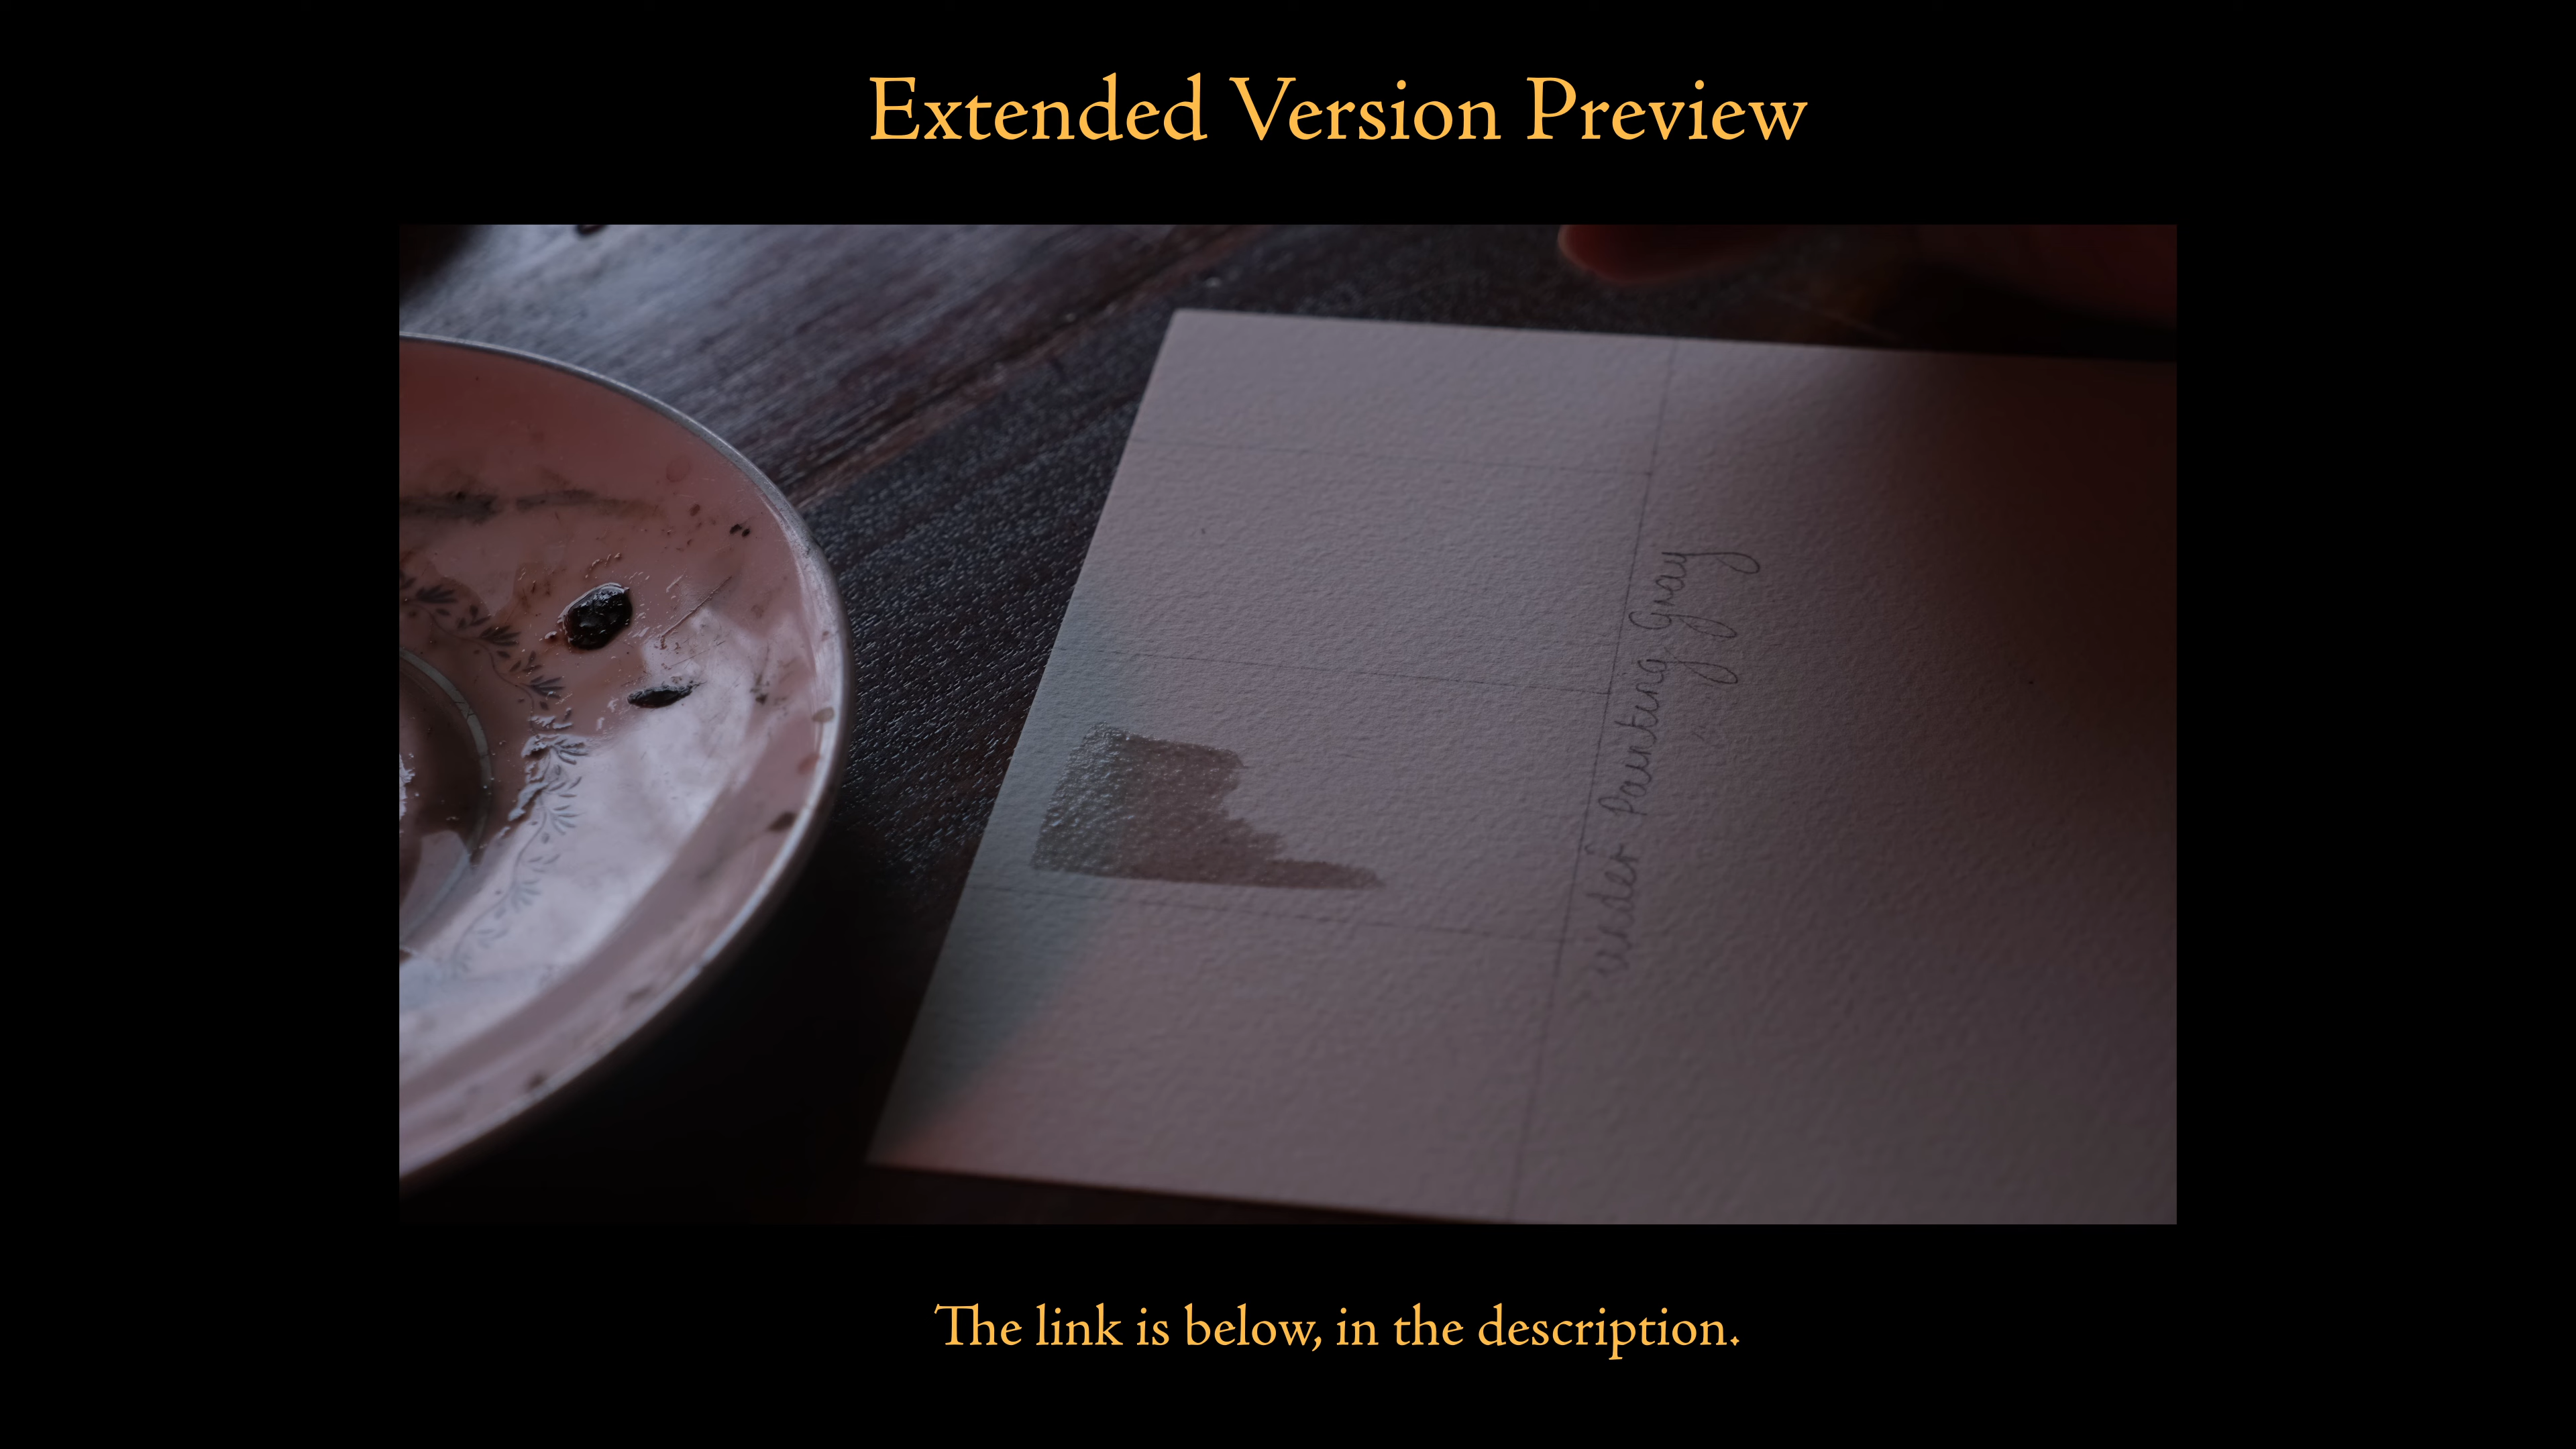 Extended Version Preview
Painting Gray
The link is below, in the description.